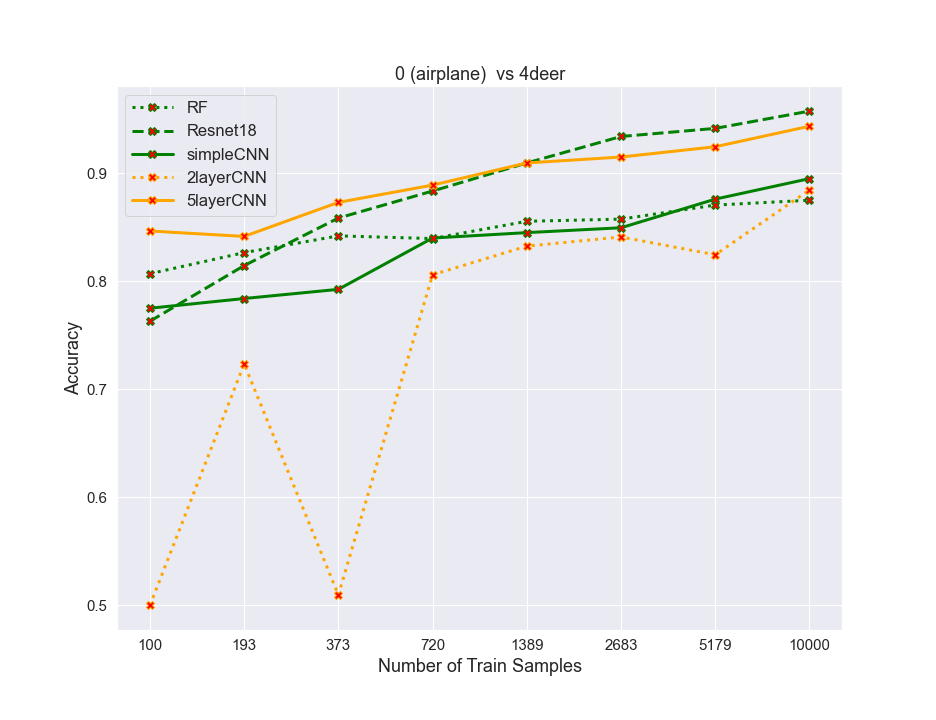 0 (airplane)  vs 4deer
RF
Resnet18
simpleCNN
2layerCNN
5layerCNN
Accuracy
0.9
0.8
0.7
0.6
0.5
100 193 373 720 1389 2683 5179 10000
Number of Train Samples